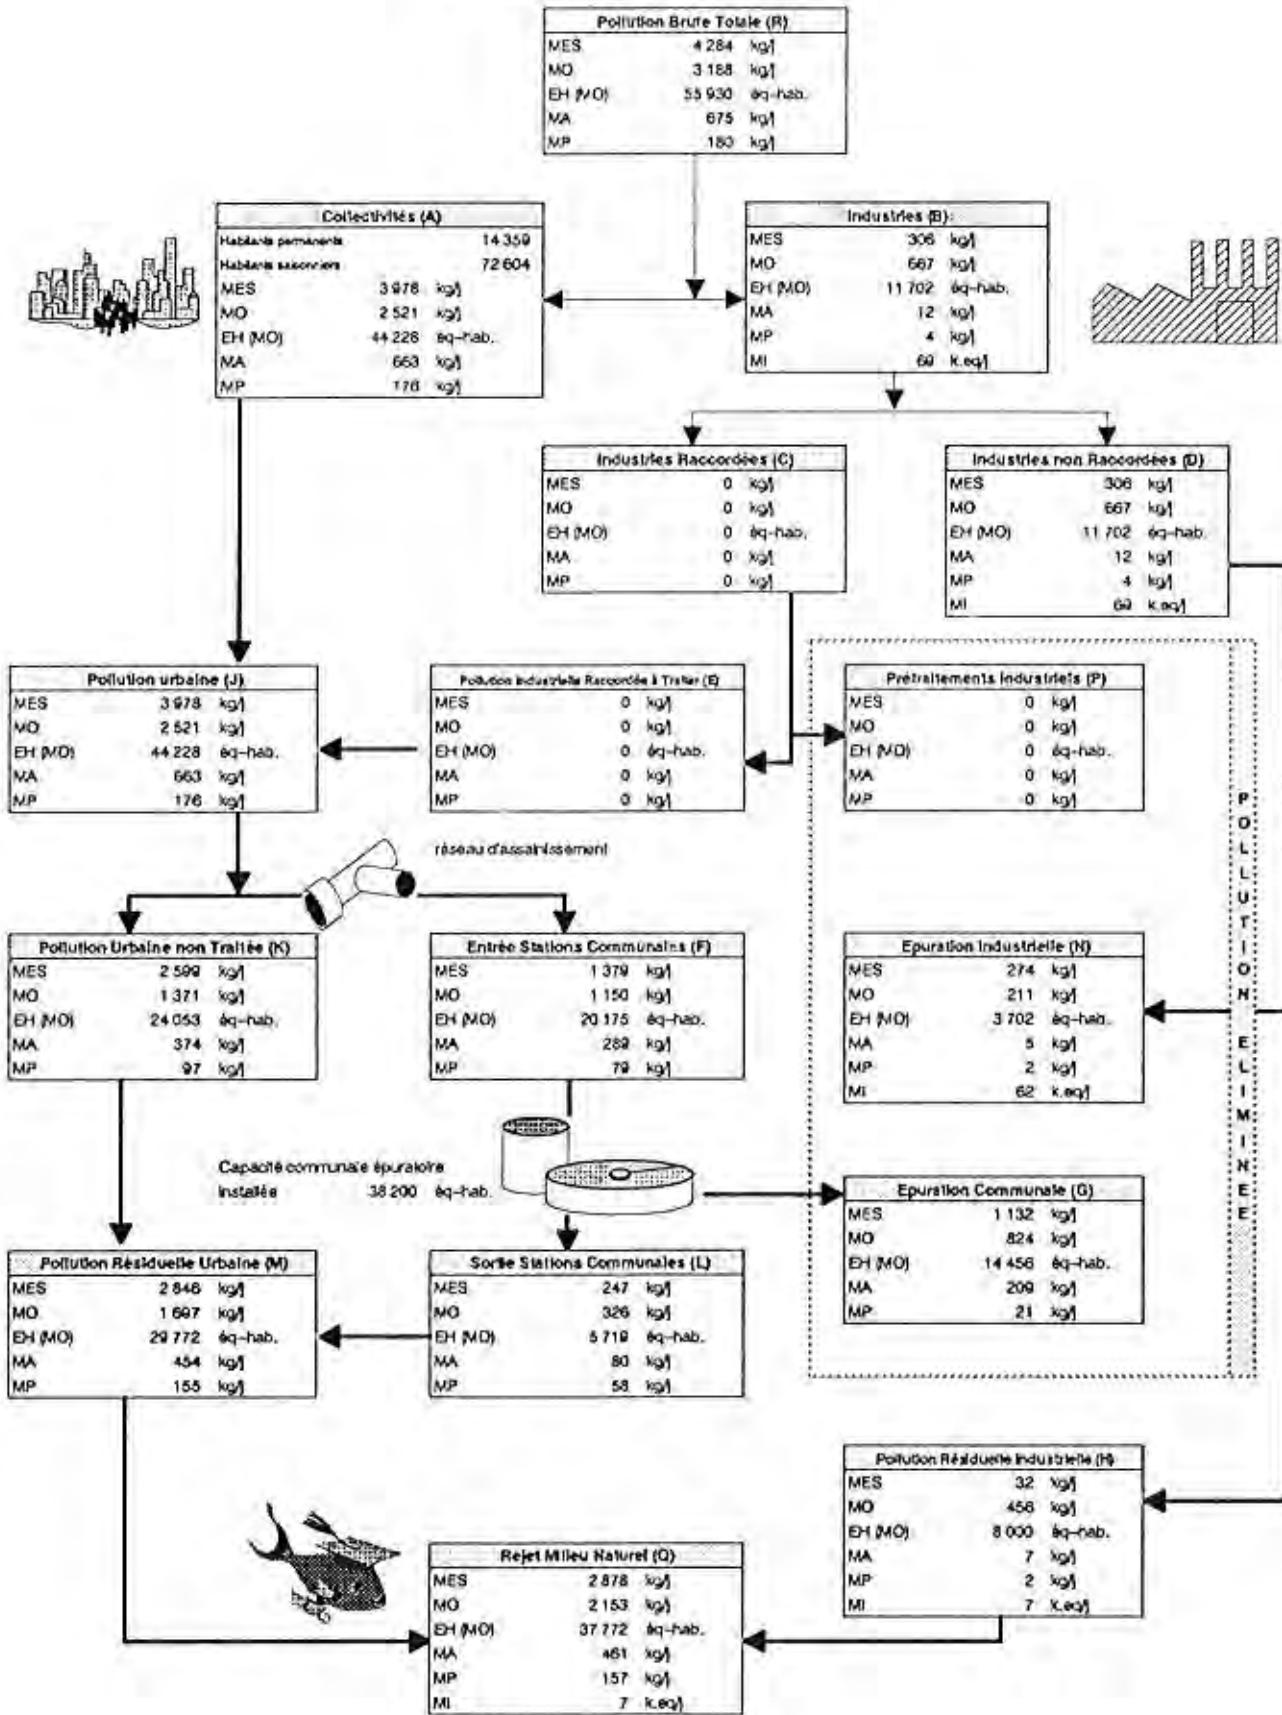 Pollution Brute Totale (R)
MES 4 284 kg/j
MO 3 188 kg/j
EH (MO) 55 930 éq-hab.
MA 675 kg/j
MP 180 kg/j
Collectivités (A)
Habitants permanents 14 359
Habitants saisonniers 72 604
MES 3 978 kg/j
MO 2 521 kg/j
EH (MO) 44 228 éq-hab.
MA 663 kg/j
MP 176 kg/j
Industries (B)
MES 306 kg/j
MO 667 kg/j
EH (MO) 11 702 éq-hab.
MA 12 kg/j
MP 4 kg/j
MI 69 k.eq/j
Industries Raccordées (C)
MES 0 kg/j
MO 0 kg/j
EH (MO) 0 éq-hab.
MA 0 kg/j
MP 0 kg/j
Industries non Raccordées (D)
MES 306 kg/j
MO 667 kg/j
EH (MO) 11 702 éq-hab.
MA 12 kg/j
MP 4 kg/j
MI 69 k.eq/j
Pollution urbaine (J)
MES 3 978 kg/j
MO 2 521 kg/j
EH (MO) 44 228 éq-hab.
MA 663 kg/j
MP 176 kg/j
Pollution Industrielle Raccordée à Traiter (E)
MES 0 kg/j
MO 0 kg/j
EH (MO) 0 éq-hab.
MA 0 kg/j
MP 0 kg/j
Prétraitements Industriels (P)
MES 0 kg/j
MO 0 kg/j
EH (MO) 0 éq-hab.
MA 0 kg/j
MP 0 kg/j
POLLUTION ELIMINEE
réseau d'assainissement
Pollution Urbaine non Traitée (K)
MES 2 599 kg/j
MO 1 371 kg/j
EH (MO) 24 053 éq-hab.
MA 374 kg/j
MP 97 kg/j
Entrée Stations Communales (F)
MES 1 379 kg/j
MO 1 150 kg/j
EH (MO) 20 175 éq-hab.
MA 289 kg/j
MP 79 kg/j
Epuration Industrielle (N)
MES 274 kg/j
MO 211 kg/j
EH (MO) 3 702 éq-hab.
MA 5 kg/j
MP 2 kg/j
MI 62 k.eq/j
Capacité communale épuratoire
installée 38 200 éq-hab.
Epuration Communale (G)
MES 1 132 kg/j
MO 824 kg/j
EH (MO) 14 456 éq-hab.
MA 209 kg/j
MP 21 kg/j
Pollution Résiduelle Urbaine (M)
MES 2 846 kg/j
MO 1 697 kg/j
EH (MO) 29 772 éq-hab.
MA 454 kg/j
MP 155 kg/j
Sortie Stations Communales (L)
MES 247 kg/j
MO 326 kg/j
EH (MO) 5 719 éq-hab.
MA 80 kg/j
MP 58 kg/j
Pollution Résiduelle Industrielle (H)
MES 32 kg/j
MO 456 kg/j
EH (MO) 8 000 éq-hab.
MA 7 kg/j
MP 2 kg/j
MI 7 k.eq/j
Rejet Milieu Naturel (Q)
MES 2 878 kg/j
MO 2 153 kg/j
EH (MO) 37 772 éq-hab.
MA 461 kg/j
MP 157 kg/j
MI 7 k.eq/j